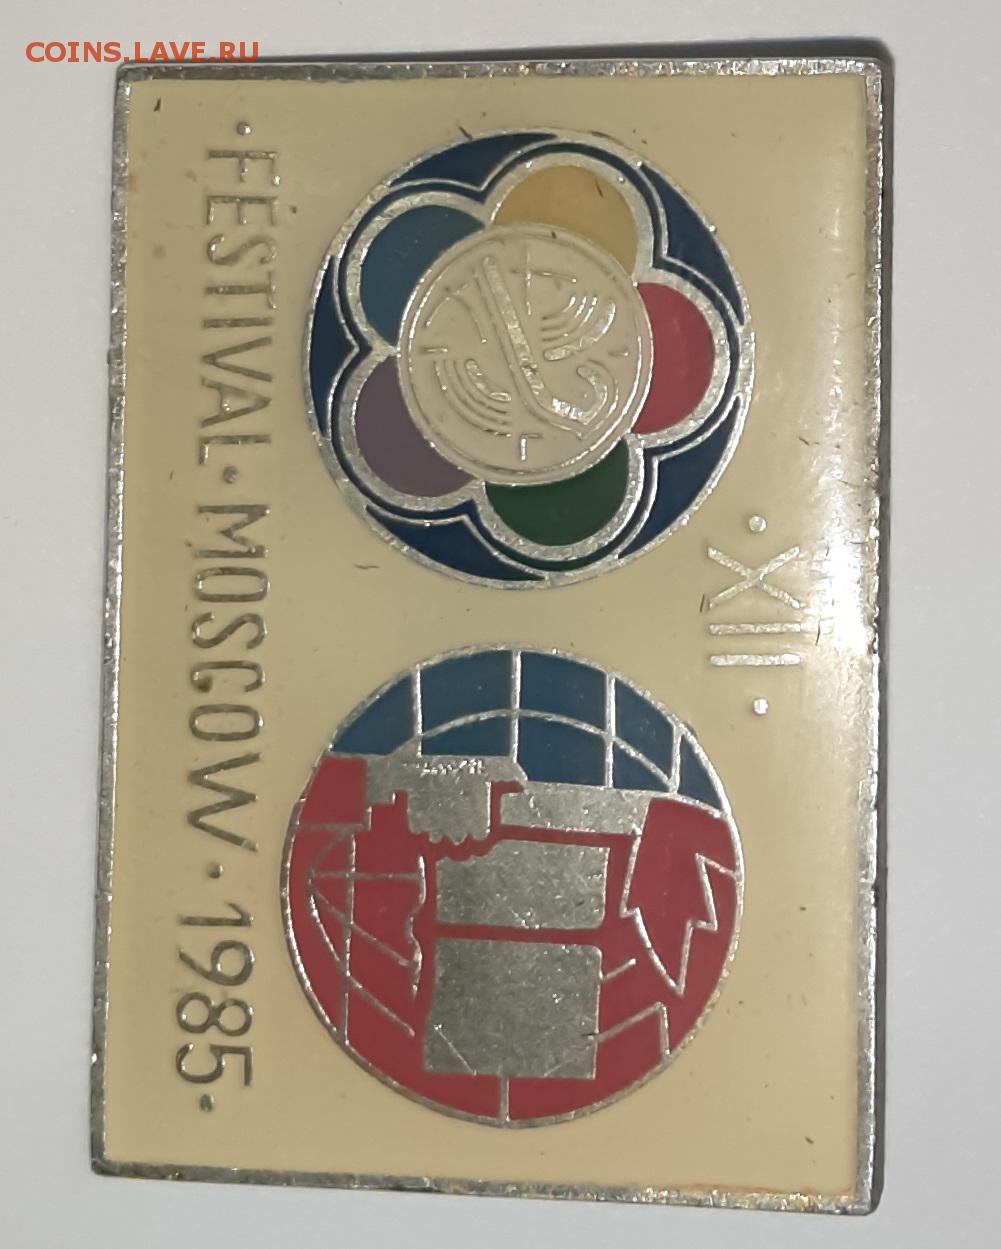 COINS.LAVE.RU
·XII·
·FESTIVAL·MOSCOW·1985·